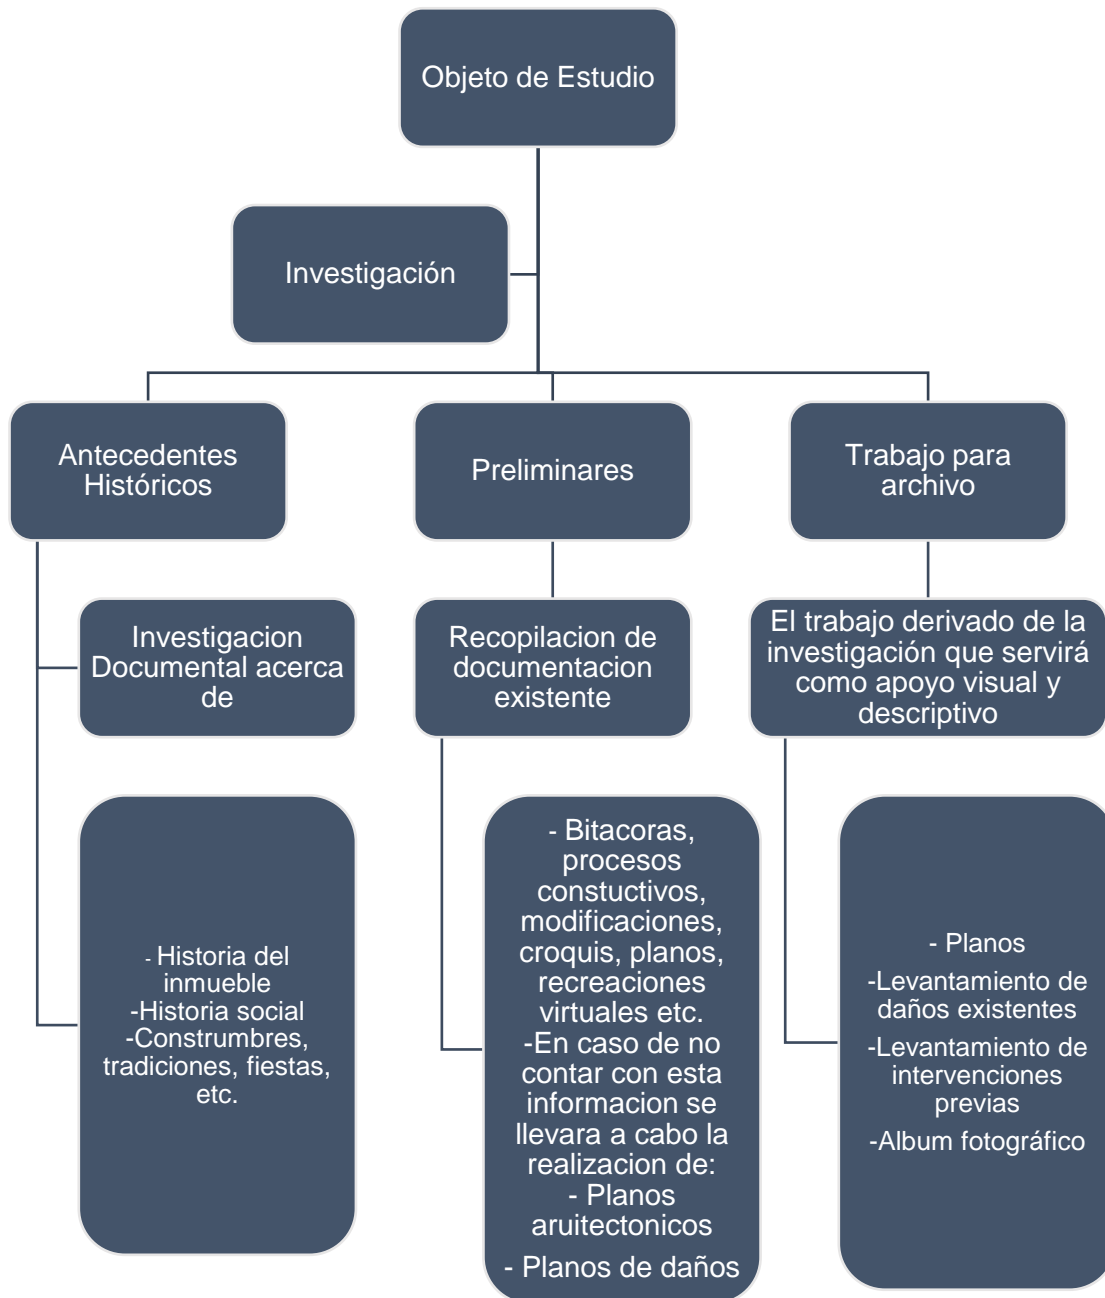 Objeto de Estudio
Investigación
Antecedentes
Históricos
Preliminares
Trabajo para
archivo
Investigacion
Documental acerca
de
Recopilacion de
documentacion
existente
El trabajo derivado de la
investigación que servirá
como apoyo visual y
descriptivo
- Historia del
inmueble
-Historia social
-Construmbres,
tradiciones, fiestas,
etc.
- Bitacoras,
procesos
constuctivos,
modificaciones,
croquis, planos,
recreaciones
virtuales etc.
-En caso de no
contar con esta
informacion se
llevara a cabo la
realizacion de:
- Planos
aruitectonicos
- Planos de daños
- Planos
-Levantamiento de
daños existentes
-Levantamiento de
intervenciones
previas
-Album fotográfico